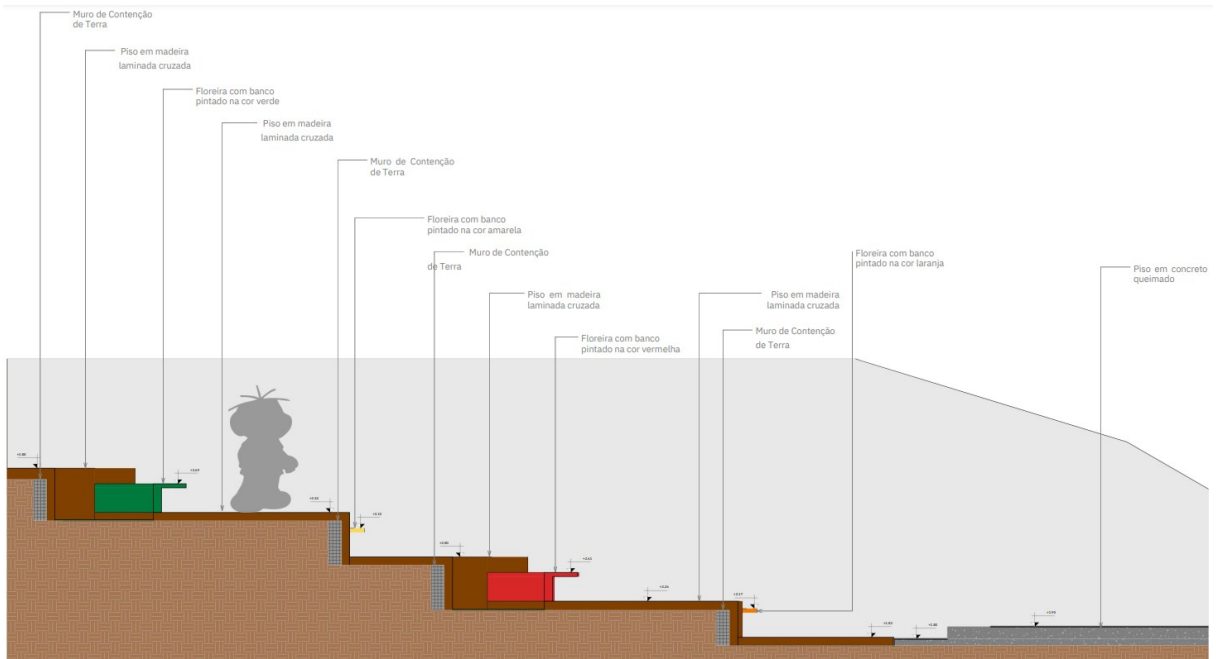 Muro de Contenção
de Terra
Piso em madeira
laminada cruzada
Floreira com banco
pintado na cor verde
Piso em madeira
laminada cruzada
Muro de Contenção
de Terra
Floreira com banco
pintado na cor amarela
Muro de Contenção
de Terra
Floreira com banco
pintado na cor laranja
Piso em concreto
queimado
Piso em madeira
laminada cruzada
Piso em madeira
laminada cruzada
Muro de Contenção
de Terra
Floreira com banco
pintado na cor vermelha